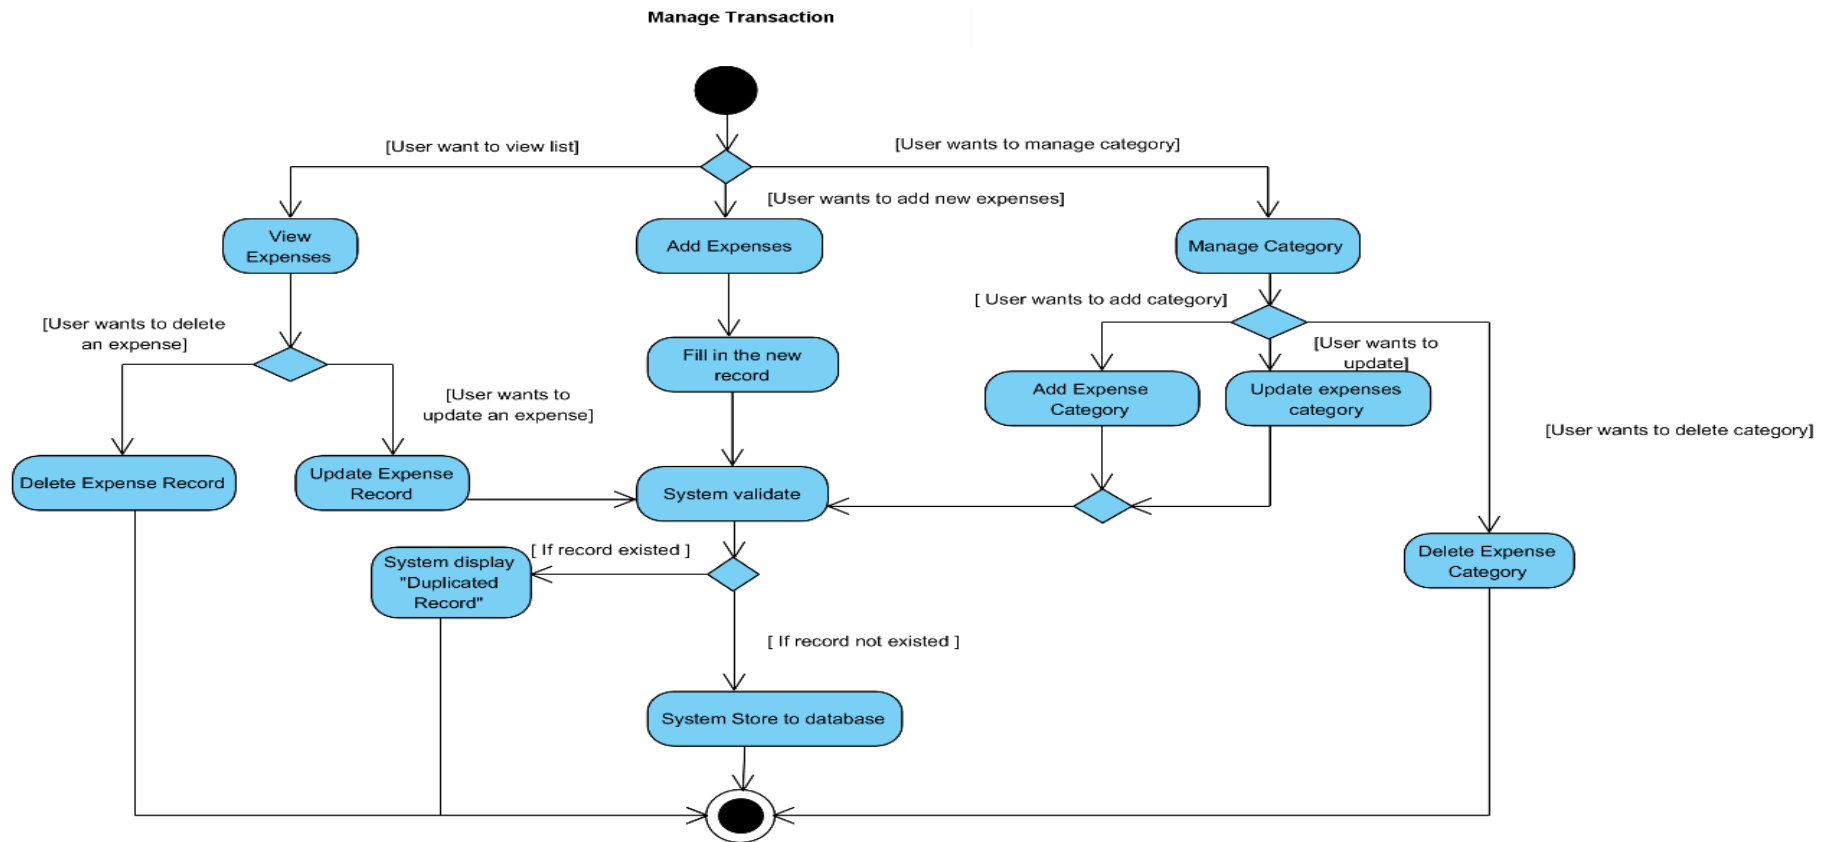 Manage Transaction
[User want to view list]
[User wants to manage category]
[User wants to add new expenses]
View
Expenses
Add Expenses
Manage Category
[ User wants to add category]
[User wants to delete
an expense]
[User wants to
update]
Fill in the new
record
[User wants to
update an expense]
Add Expense
Category
Update expenses
category
[User wants to delete category]
Delete Expense Record
Update Expense
Record
System validate
[ If record existed ]
System display
"Duplicated
Record"
Delete Expense
Category
[ If record not existed ]
System Store to database